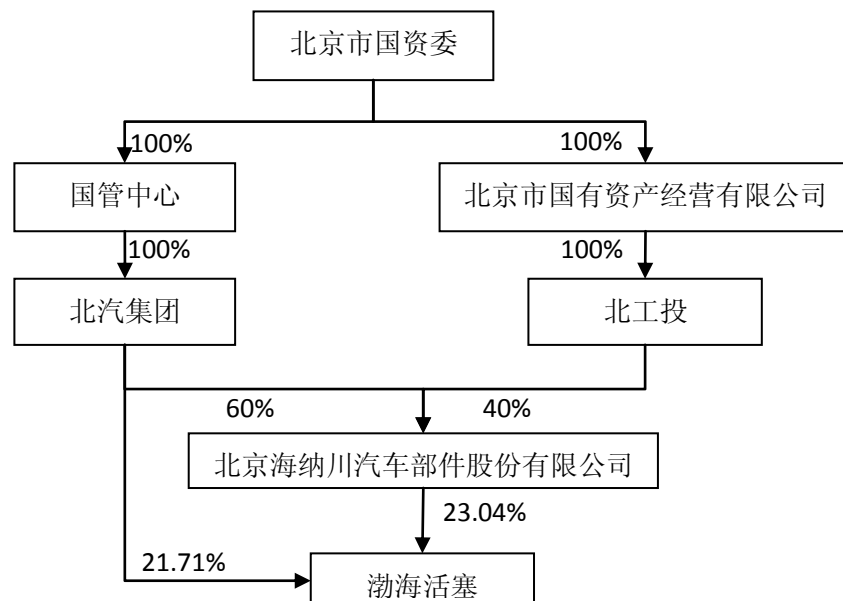 北京市国资委
100%
100%
国管中心
北京市国有资产经营有限公司
100%
100%
北汽集团
北工投
60%
40%
北京海纳川汽车部件股份有限公司
23.04%
21.71%
渤海活塞